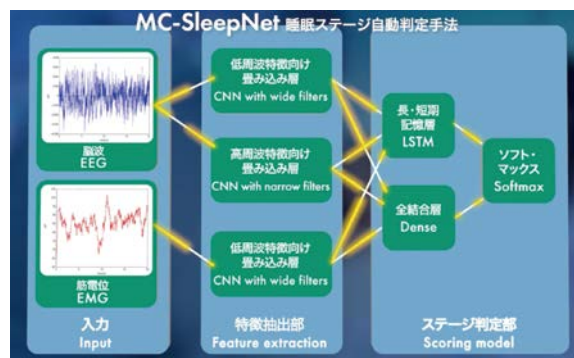 MC-SleepNet 睡眠ステージ自動判定手法
脳波
EEG
筋電位
EMG
入力
Input
低周波特徴向け
畳み込み層
CNN with wide filters
高周波特徴向け
畳み込み層
CNN with narrow filters
低周波特徴向け
畳み込み層
CNN with wide filters
特徴抽出部
Feature extraction
長・短期
記憶層
LSTM
全結合層
Dense
ソフト・
マックス
Softmax
ステージ判定部
Scoring model